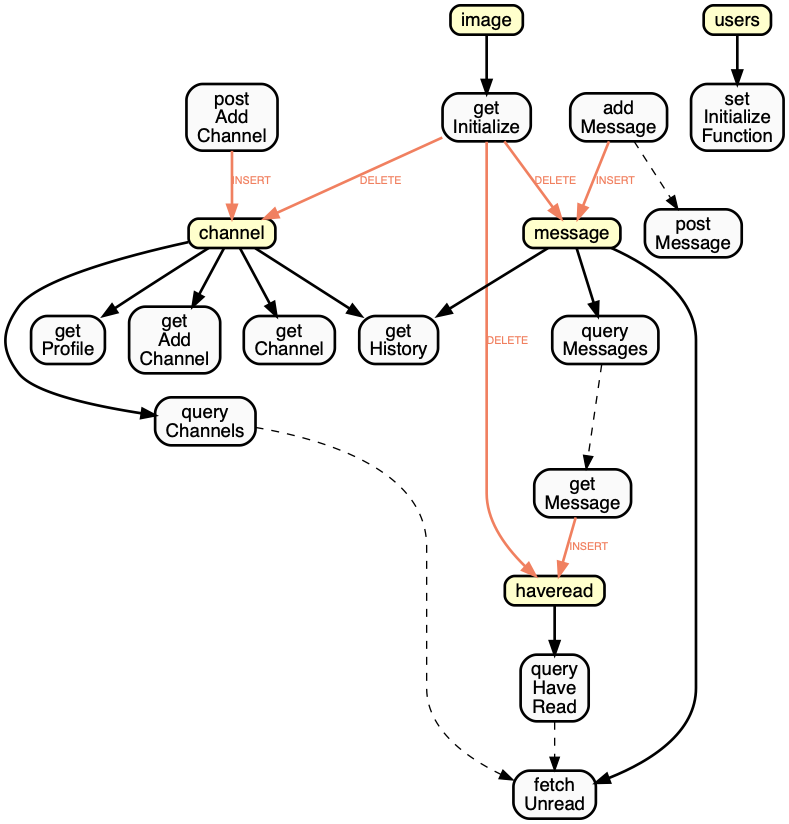 image
users
post
Add
Channel
get
Initialize
add
Message
set
Initialize
Function
INSERT
DELETE
DELETE
INSERT
channel
message
post
Message
get
Profile
get
Add
Channel
get
Channel
get
History
query
Messages
DELETE
query
Channels
get
Message
INSERT
haveread
query
Have
Read
fetch
Unread